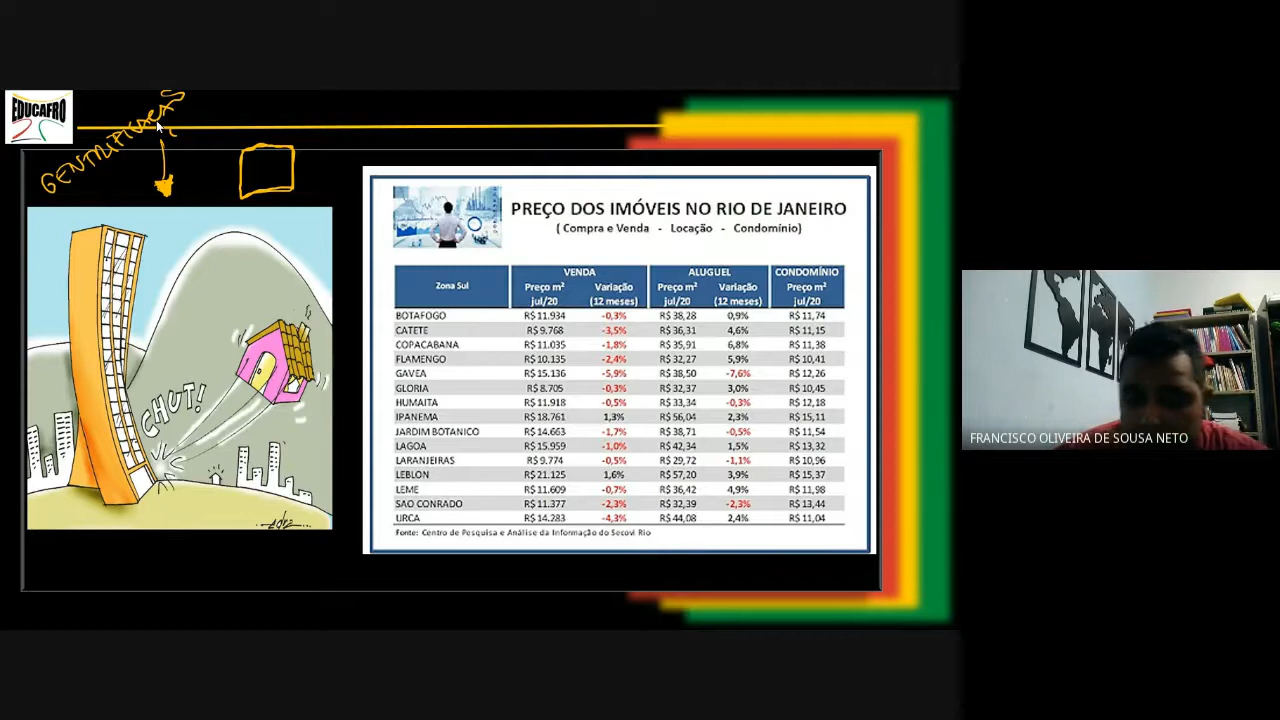 EDUCAFRO
GENTRIFICAÇÃO
CHUT!
PREÇO DOS IMÓVEIS NO RIO DE JANEIRO
( Compra e Venda - Locação - Condomínio)
Zona Sul VENDA ALUGUEL CONDOMÍNIO
Preço m² Variação Preço m² Variação Preço m²
jul/20 (12 meses) jul/20 (12 meses) jul/20
BOTAFOGO R$ 11.934 -0,3% R$ 38,28 0,9% R$ 11,74
CATETE R$ 9.768 -3,5% R$ 36,31 4,6% R$ 11,15
COPACABANA R$ 11.035 -1,8% R$ 35,91 6,8% R$ 11,38
FLAMENGO R$ 10.135 -2,4% R$ 32,27 5,9% R$ 10,41
GAVEA R$ 15.136 -5,9% R$ 38,50 -7,6% R$ 12,26
GLORIA R$ 8.705 -0,3% R$ 32,37 3,0% R$ 10,45
HUMAITA R$ 11.918 -0,5% R$ 33,34 -0,3% R$ 12,18
IPANEMA R$ 18.761 1,3% R$ 56,04 2,3% R$ 15,11
JARDIM BOTANICO R$ 14.663 -1,7% R$ 38,71 -0,5% R$ 11,54
LAGOA R$ 15.959 -1,0% R$ 42,34 1,5% R$ 13,32
LARANJEIRAS R$ 9.774 -0,5% R$ 29,72 -1,1% R$ 10,96
LEBLON R$ 21.125 1,6% R$ 57,20 3,9% R$ 15,37
LEME R$ 11.609 -0,7% R$ 36,42 4,9% R$ 11,98
SAO CONRADO R$ 11.377 -2,3% R$ 32,39 -2,3% R$ 13,44
URCA R$ 14.283 -4,3% R$ 44,08 2,4% R$ 11,04
Fonte: Centro de Pesquisa e Análise da Informação do Secovi Rio
FRANCISCO OLIVEIRA DE SOUSA NETO